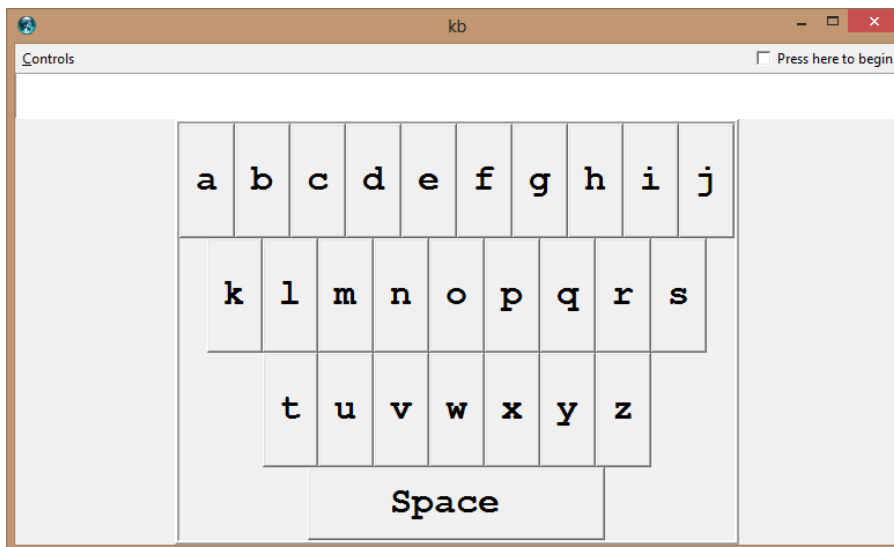 kb
Controls Press here to begin
a b c d e f g h i j
k l m n o p q r s
t u v w x y z
Space